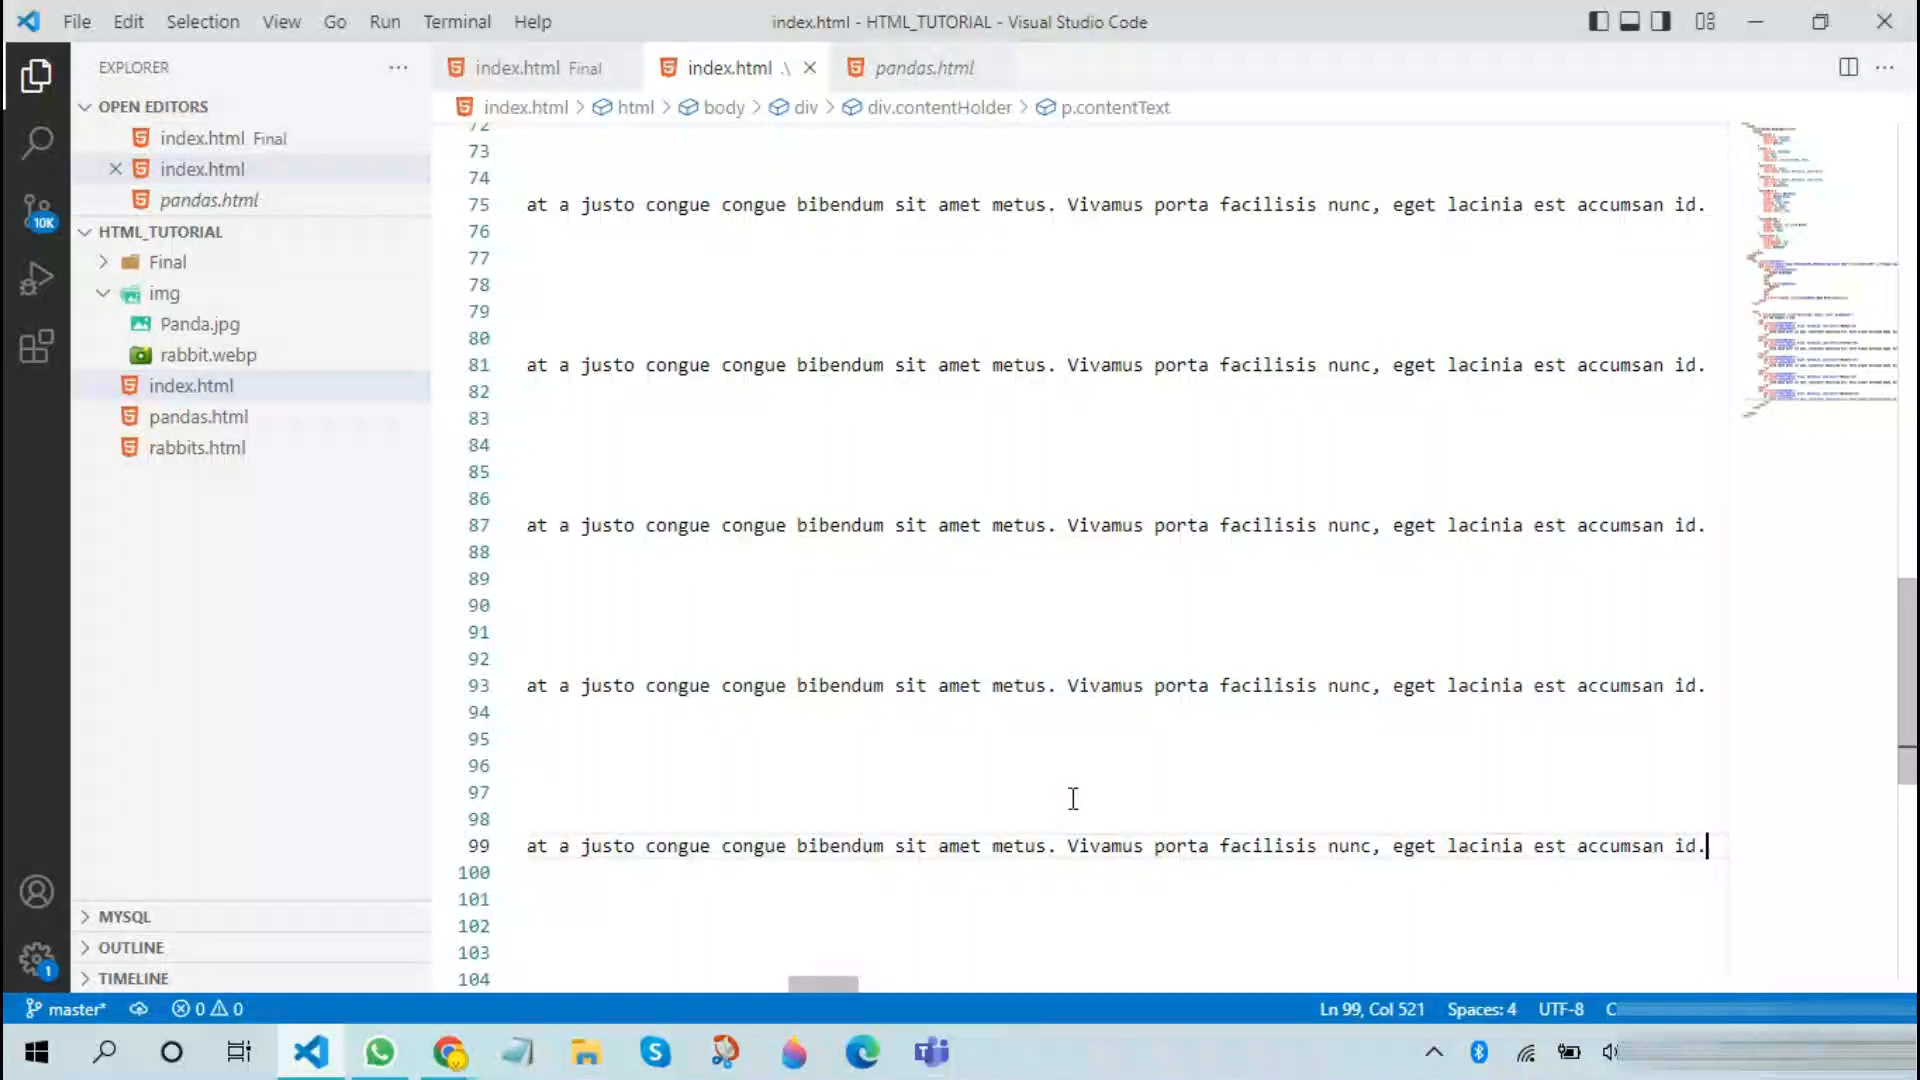 File Edit Selection View Go Run Terminal Help index.html - HTML_TUTORIAL - Visual Studio Code
EXPLORER
index.html Final
index.html .\
pandas.html
OPEN EDITORS
index.html > html > body > div > div.contentHolder > p.contentText
index.html Final
index.html
pandas.html
10K
HTML_TUTORIAL
Final
img
Panda.jpg
rabbit.webp
index.html
pandas.html
rabbits.html
72
73
74
75 at a justo congue congue bibendum sit amet metus. Vivamus porta facilisis nunc, eget lacinia est accumsan id.
76
77
78
79
80
81 at a justo congue congue bibendum sit amet metus. Vivamus porta facilisis nunc, eget lacinia est accumsan id.
82
83
84
85
86
87 at a justo congue congue bibendum sit amet metus. Vivamus porta facilisis nunc, eget lacinia est accumsan id.
88
89
90
91
92
93 at a justo congue congue bibendum sit amet metus. Vivamus porta facilisis nunc, eget lacinia est accumsan id.
94
95
96
97
98
99 at a justo congue congue bibendum sit amet metus. Vivamus porta facilisis nunc, eget lacinia est accumsan id.
100
101
102
103
104
MYSQL
OUTLINE
TIMELINE
1
master* 0 0 Ln 99, Col 521 Spaces: 4 UTF-8